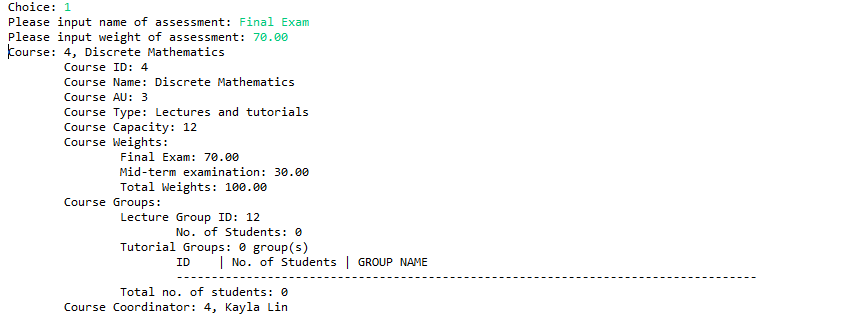 Choice: 1
Please input name of assessment: Final Exam
Please input weight of assessment: 70.00
Course: 4, Discrete Mathematics
Course ID: 4
Course Name: Discrete Mathematics
Course AU: 3
Course Type: Lectures and tutorials
Course Capacity: 12
Course Weights:
Final Exam: 70.00
Mid-term examination: 30.00
Total Weights: 100.00
Course Groups:
Lecture Group ID: 12
No. of Students: 0
Tutorial Groups: 0 group(s)
ID | No. of Students | GROUP NAME
-----------------------------------------------------------------------------------
Total no. of students: 0
Course Coordinator: 4, Kayla Lin